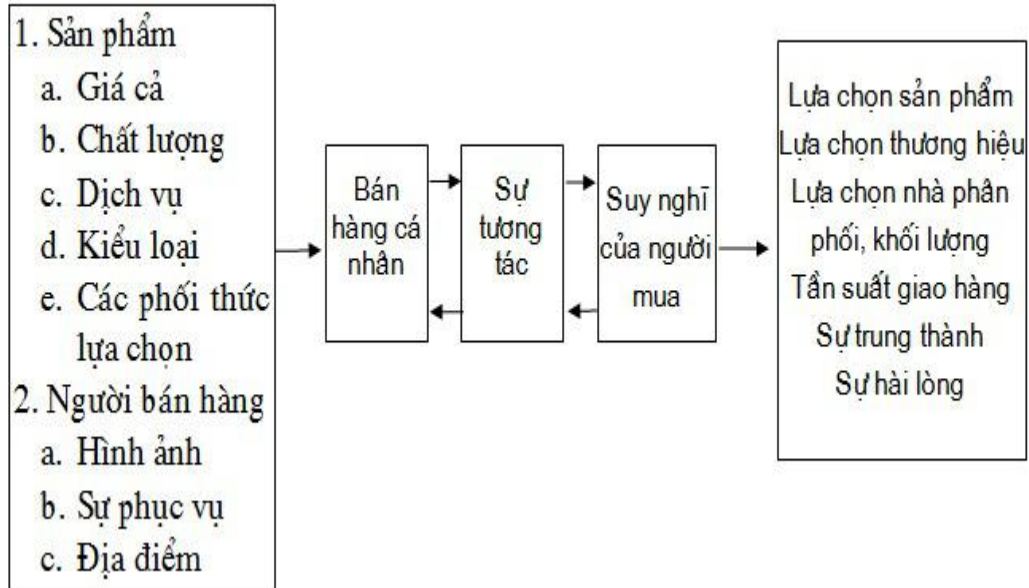 1. Sản phẩm
a. Giá cả
b. Chất lượng
c. Dịch vụ
d. Kiểu loại
e. Các phối thức
lựa chọn
2. Người bán hàng
a. Hình ảnh
b. Sự phục vụ
c. Địa điểm
Bán
hàng cá
nhân
Sự
tương
tác
Suy nghĩ
của người
mua
Lựa chọn sản phẩm
Lựa chọn thương hiệu
Lựa chọn nhà phân
phối, khối lượng
Tần suất giao hàng
Sự trung thành
Sự hài lòng